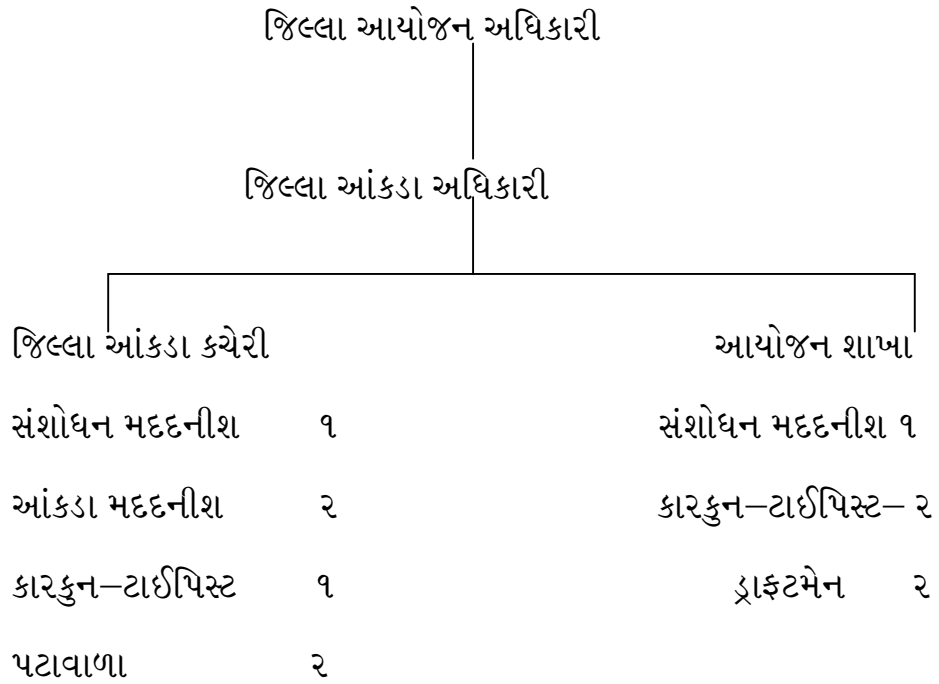 જિલ્લા આયોજન અધિકારી
જિલ્લા આંકડા અધિકારી
જિલ્લા આંકડા કચેરી આયોજન શાખા
સંશોધન મદદનીશ ૧ સંશોધન મદદનીશ ૧
આંકડા મદદનીશ ૨ કારકુન–ટાઈપિસ્ટ– ૨
કારકુન–ટાઈપિસ્ટ ૧ ડ્રાફટમેન ૨
પટાવાળા ૨